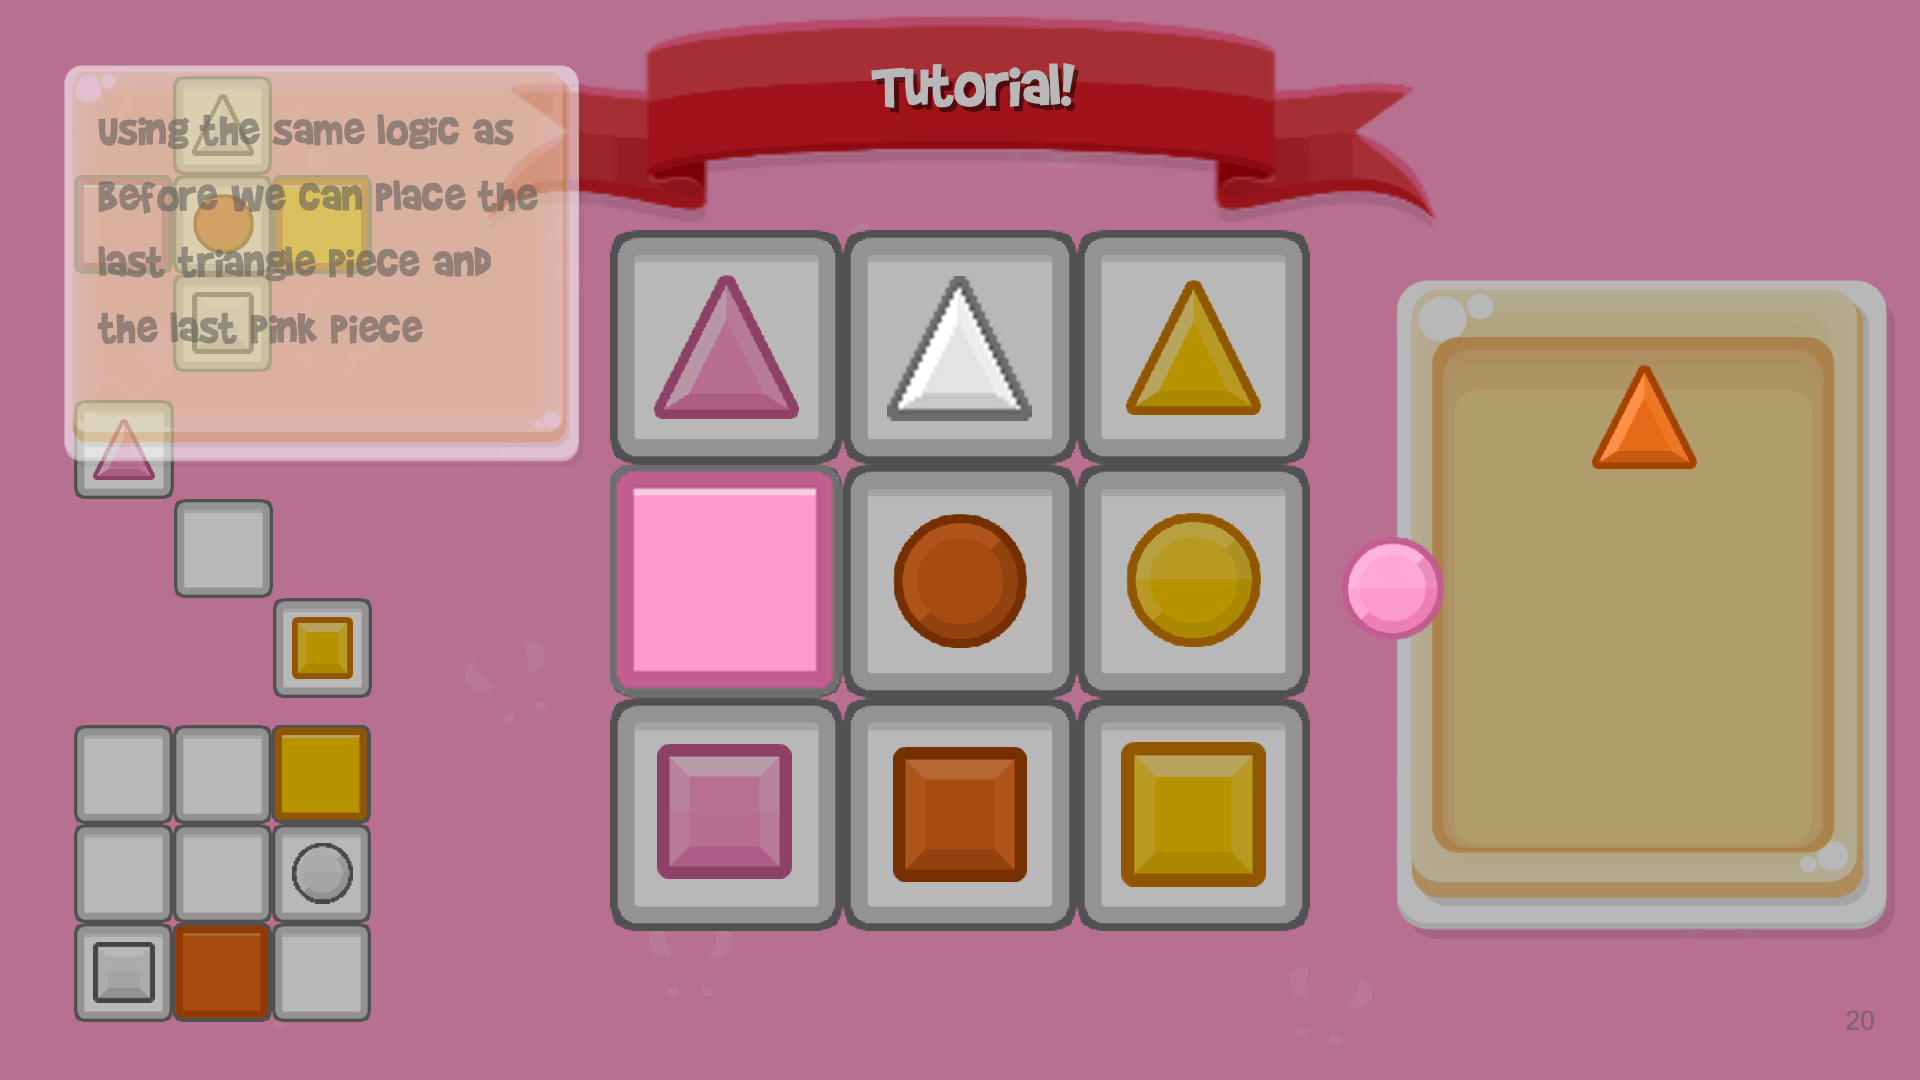 Tutorial!
Using the same logic as
Before we can place the
last triangle piece and
the last pink piece
20